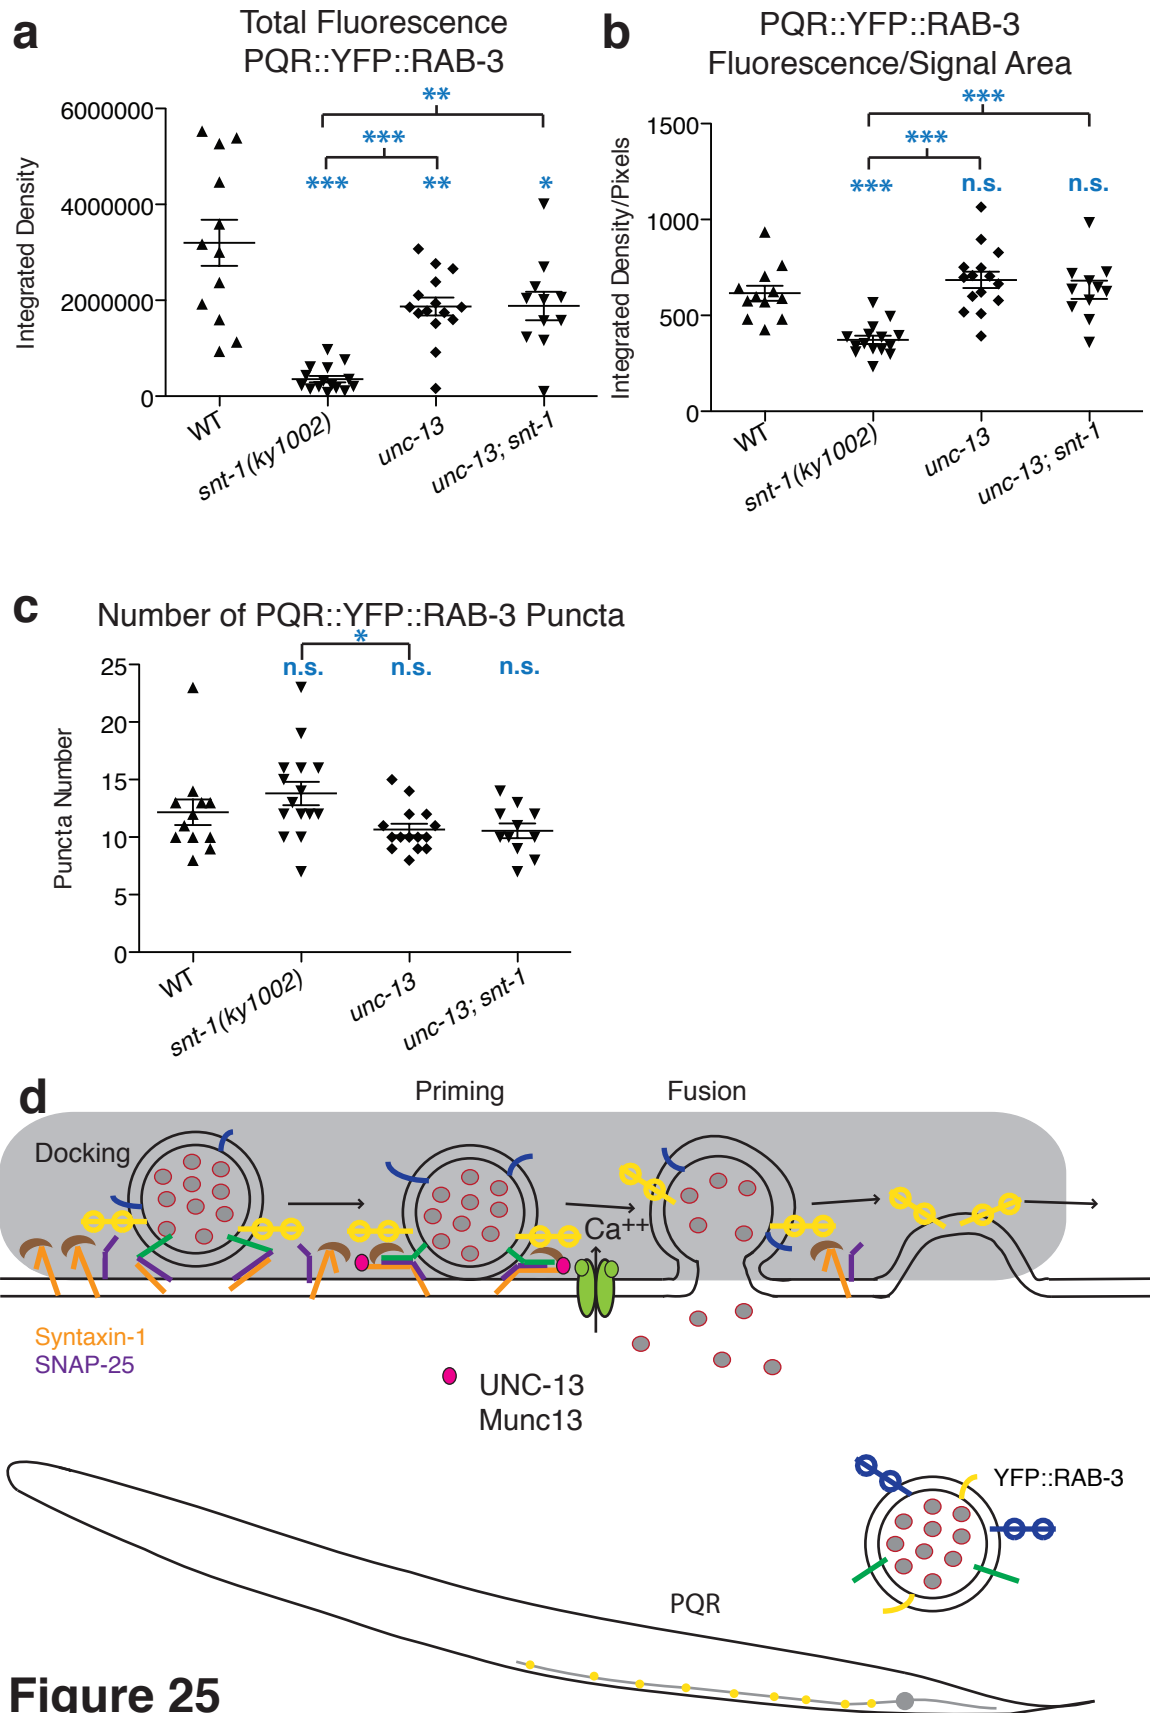 a
Total Fluorescence
PQR::YFP::RAB-3
Integrated Density
6000000
4000000
2000000
0
**
***
***
**
*
WT
snt-1(ky1002)
unc-13
unc-13; snt-1
b
PQR::YFP::RAB-3
Fluorescence/Signal Area
Integrated Density/Pixels
1500
1000
500
0
***
***
***
n.s.
n.s.
WT
snt-1(ky1002)
unc-13
unc-13; snt-1
c
Number of PQR::YFP::RAB-3 Puncta
Puncta Number
25
20
15
10
5
0
*
n.s.
n.s.
n.s.
WT
snt-1(ky1002)
unc-13
unc-13; snt-1
d
Priming
Fusion
Docking
Ca++
Syntaxin-1
SNAP-25
UNC-13
Munc13
YFP::RAB-3
PQR
Figure 25